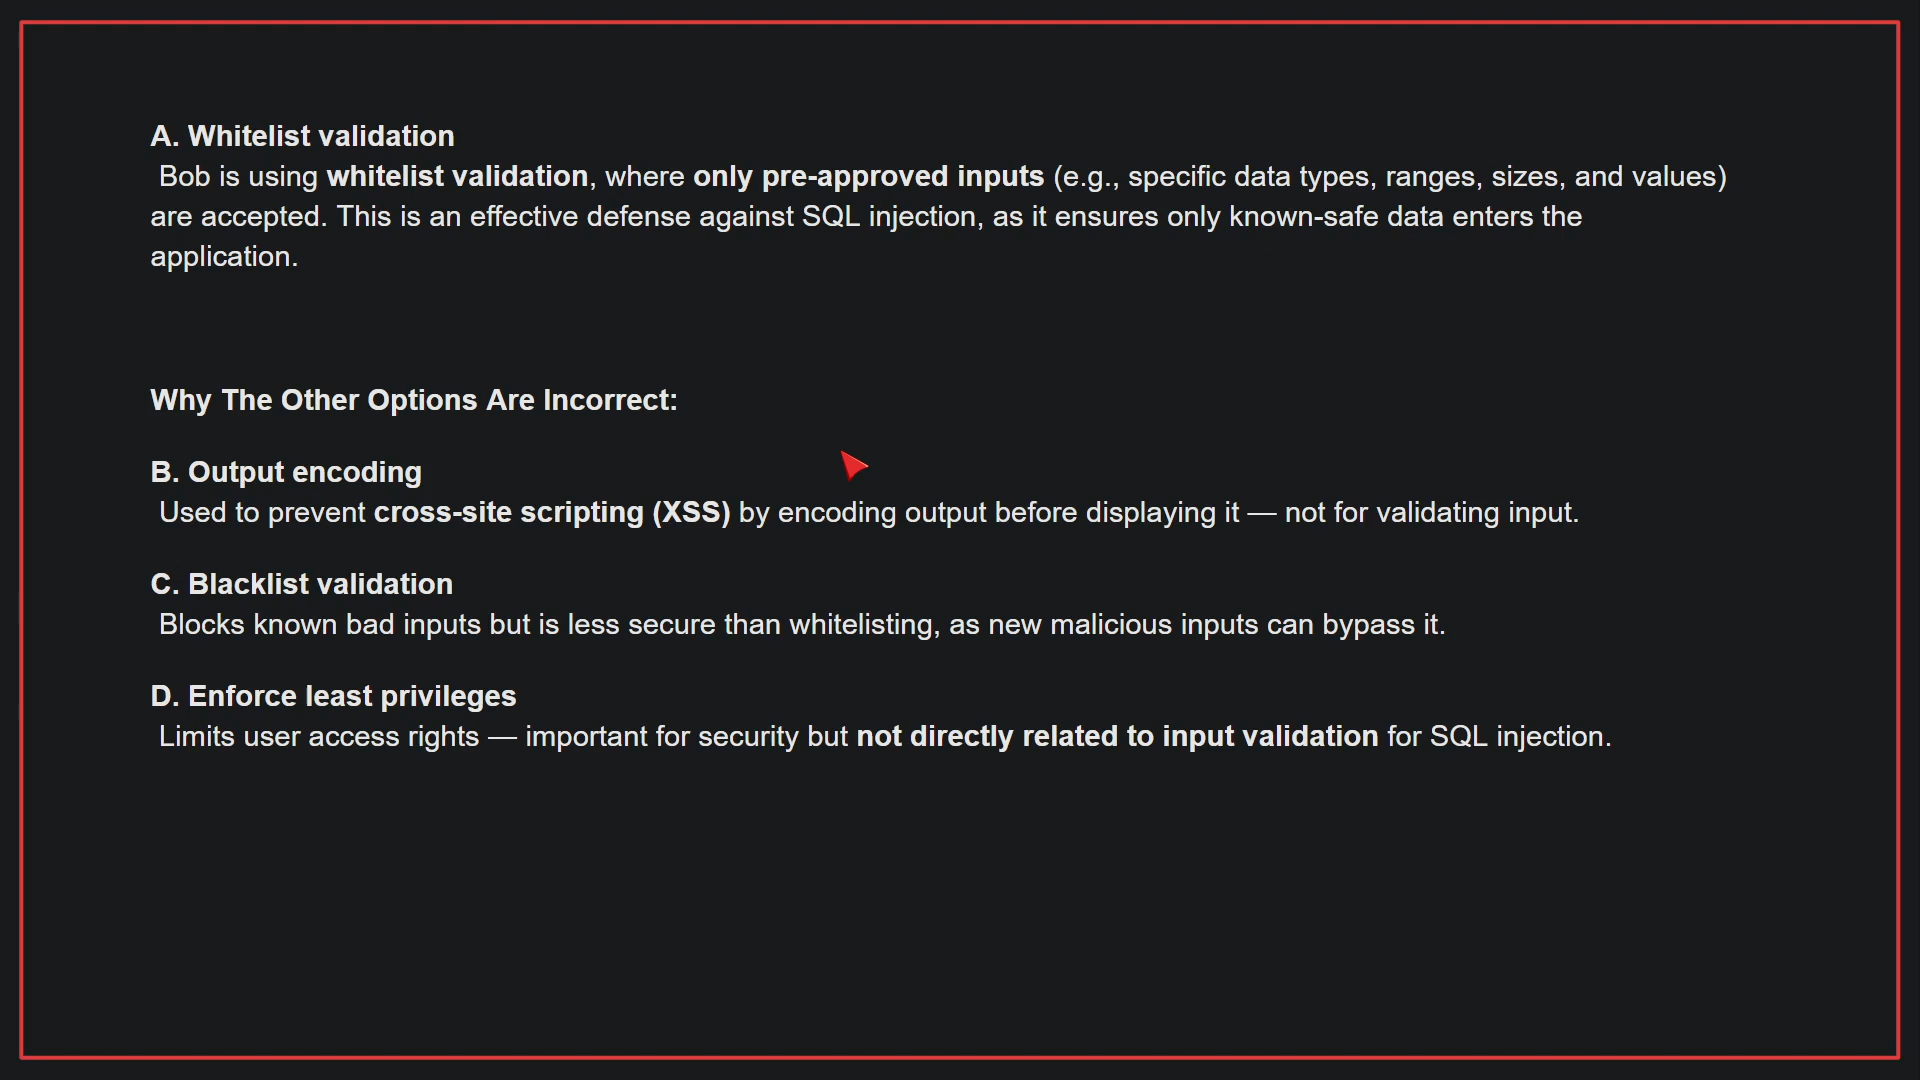 A. Whitelist validation
Bob is using whitelist validation, where only pre-approved inputs (e.g., specific data types, ranges, sizes, and values)
are accepted. This is an effective defense against SQL injection, as it ensures only known-safe data enters the
application.
Why The Other Options Are Incorrect:
B. Output encoding
Used to prevent cross-site scripting (XSS) by encoding output before displaying it — not for validating input.
C. Blacklist validation
Blocks known bad inputs but is less secure than whitelisting, as new malicious inputs can bypass it.
D. Enforce least privileges
Limits user access rights — important for security but not directly related to input validation for SQL injection.